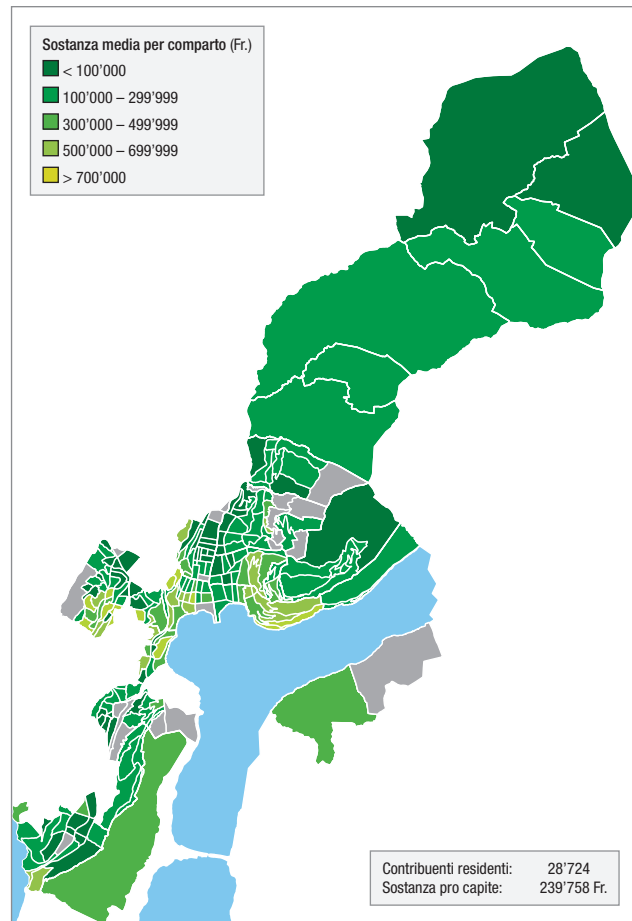 Sostanza media per comparto (Fr.)
< 100’000
100’000 – 299’999
300’000 – 499’999
500’000 – 699’999
> 700’000
Contribuenti residenti: 28’724
Sostanza pro capite: 239’758 Fr.